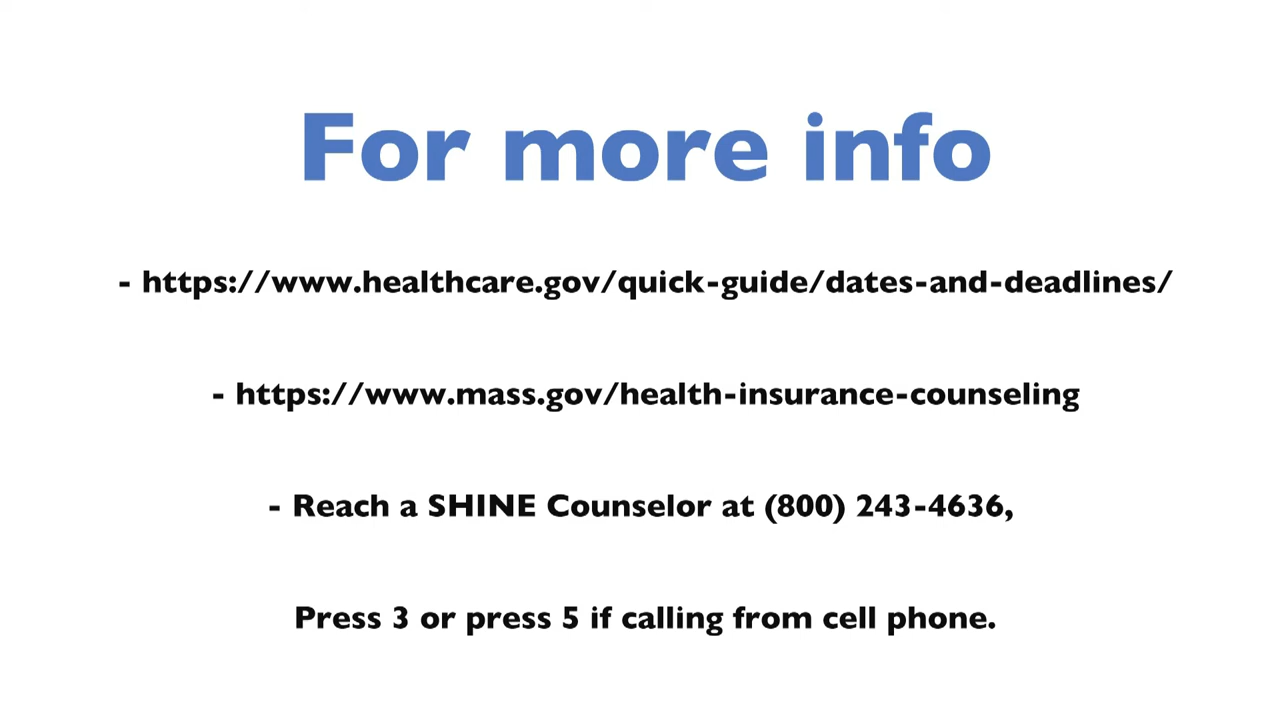 For more info
- https://www.healthcare.gov/quick-guide/dates-and-deadlines/
- https://www.mass.gov/health-insurance-counseling
- Reach a SHINE Counselor at (800) 243-4636,
Press 3 or press 5 if calling from cell phone.